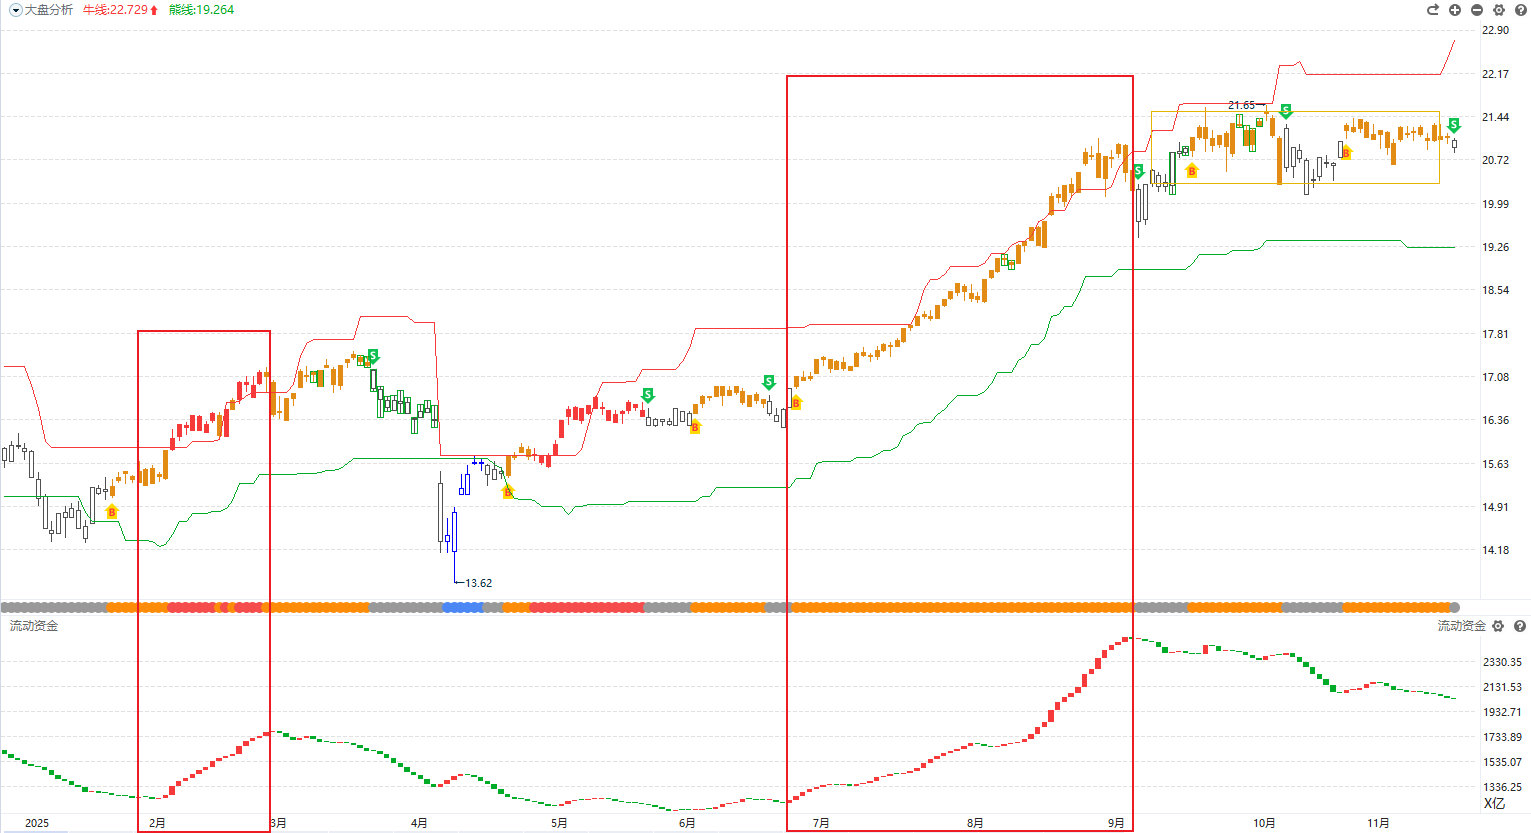 大盘分析 牛线:22.729 熊线:19.264
22.90
22.17
21.65
S
S
21.44
B
20.72
S
B
19.99
19.26
18.54
17.81
S
17.08
S
S
B
16.36
B
15.63
B
B
14.91
14.18
13.62
流动资金 流动资金
2330.35
2131.53
1932.71
1733.89
1535.07
1336.25
X亿
2025 2月 3月 4月 5月 6月 7月 8月 9月 10月 11月